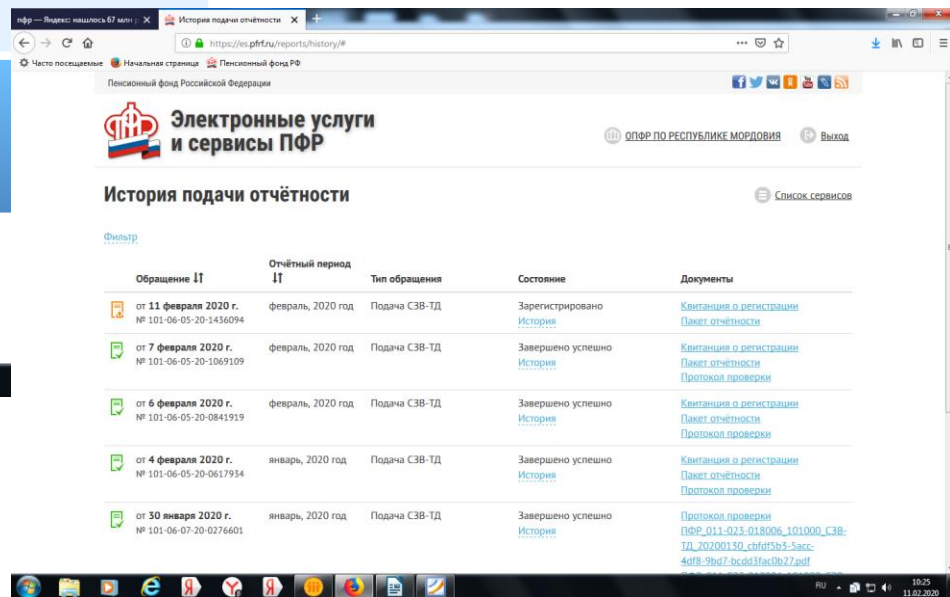 пфр — Яндекс: нашлось 67 млн р
История подачи отчётности
https://es.pfrf.ru/reports/history/#
Часто посещаемые
Начальная страница
Пенсионный фонд РФ
Пенсионный фонд Российской Федерации
Электронные услуги
и сервисы ПФР
ОПФР ПО РЕСПУБЛИКЕ МОРДОВИЯ
Выход
История подачи отчётности
Список сервисов
Фильтр
Обращение
Отчётный период
Тип обращения
Состояние
Документы
от 11 февраля 2020 г.
№ 101-06-05-20-1436094
февраль, 2020 год
Подача СЗВ-ТД
Зарегистрировано
История
Квитанция о регистрации
Пакет отчётности
от 7 февраля 2020 г.
№ 101-06-05-20-1069109
февраль, 2020 год
Подача СЗВ-ТД
Завершено успешно
История
Квитанция о регистрации
Пакет отчётности
Протокол проверки
от 6 февраля 2020 г.
№ 101-06-05-20-0841919
февраль, 2020 год
Подача СЗВ-ТД
Завершено успешно
История
Квитанция о регистрации
Пакет отчётности
Протокол проверки
от 4 февраля 2020 г.
№ 101-06-05-20-0617934
январь, 2020 год
Подача СЗВ-ТД
Завершено успешно
История
Квитанция о регистрации
Пакет отчётности
Протокол проверки
от 30 января 2020 г.
№ 101-06-07-20-0276601
январь, 2020 год
Подача СЗВ-ТД
Завершено успешно
История
Протокол проверки
ПФР_011-023-018006_101000_СЗВ-
ТД_20200130_cbfdf5b3-5acc-
4df8-9bd7-bcdd3fac0b27.pdf
RU
10:25
11.02.2020